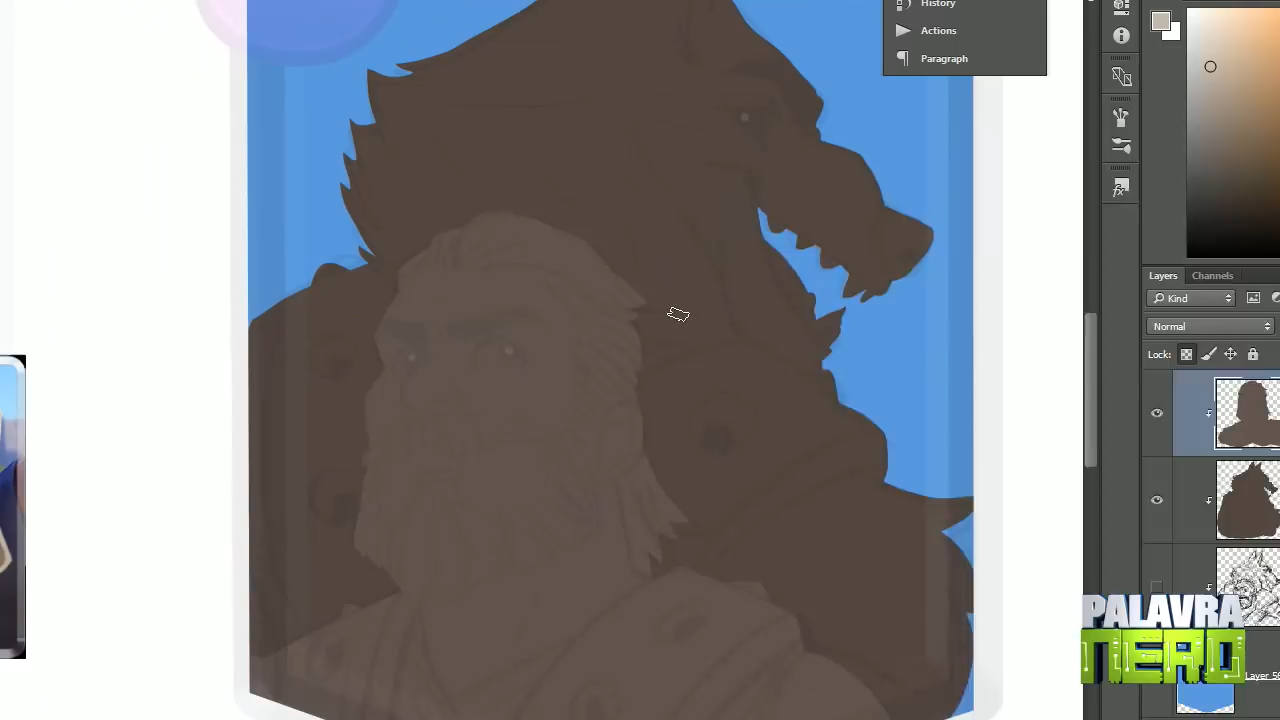 History
Actions
Paragraph
Layers Channels
Kind
Normal
Lock:
PALAVRA
NERD